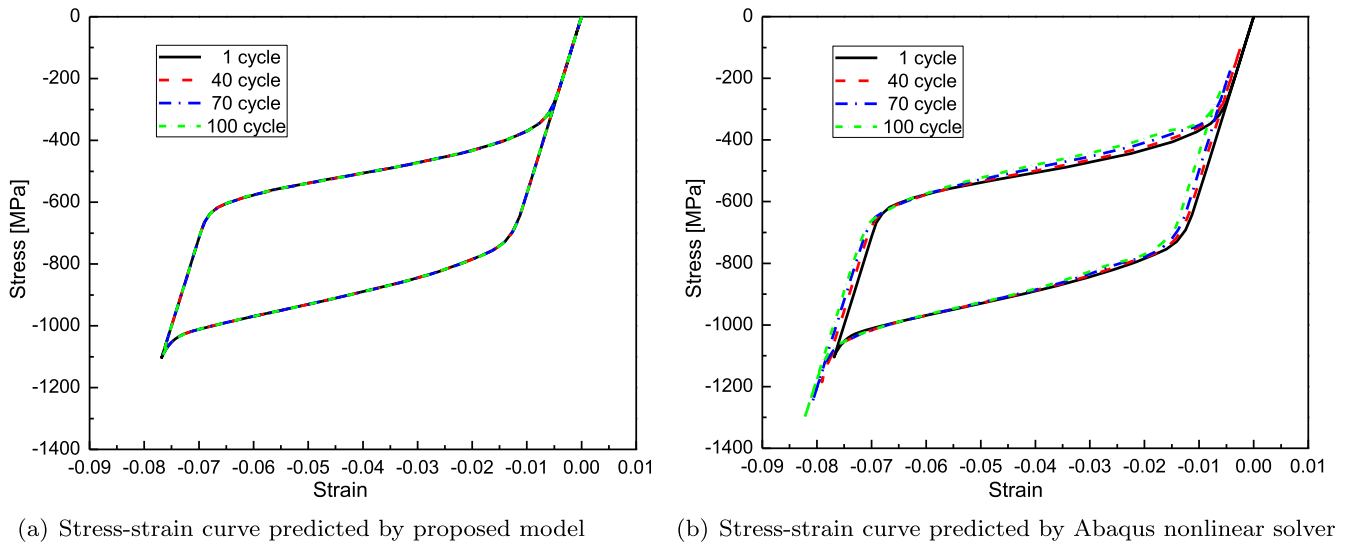 0
-200
-400
-600
-800
-1000
-1200
-1400
Stress [MPa]
1 cycle
40 cycle
70 cycle
100 cycle
-0.09 -0.08 -0.07 -0.06 -0.05 -0.04 -0.03 -0.02 -0.01 0.00 0.01
Strain
(a) Stress-strain curve predicted by proposed model
0
-200
-400
-600
-800
-1000
-1200
-1400
Stress [MPa]
1 cycle
40 cycle
70 cycle
100 cycle
-0.09 -0.08 -0.07 -0.06 -0.05 -0.04 -0.03 -0.02 -0.01 0.00 0.01
Strain
(b) Stress-strain curve predicted by Abaqus nonlinear solver